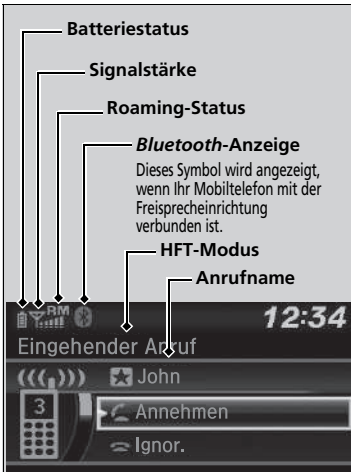 Batteriestatus
Signalstärke
Roaming-Status
Bluetooth-Anzeige
Dieses Symbol wird angezeigt,
wenn Ihr Mobiltelefon mit der
Freisprecheinrichtung
verbunden ist.
HFT-Modus
Anrufname
RM
12:34
Eingehender Anruf
John
3
Annehmen
Ignor.